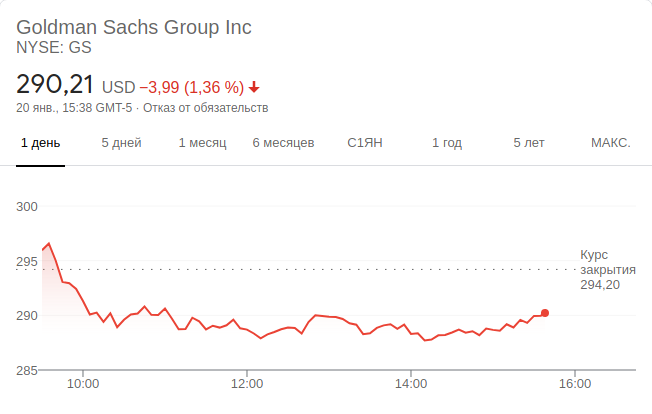 Goldman Sachs Group Inc
NYSE: GS
290,21 USD −3,99 (1,36 %)
20 янв., 15:38 GMT-5 · Отказ от обязательств
1 день 5 дней 1 месяц 6 месяцев С1ЯН 1 год 5 лет МАКС.
300
295
290
285
Курс
закрытия
294,20
10:00 12:00 14:00 16:00